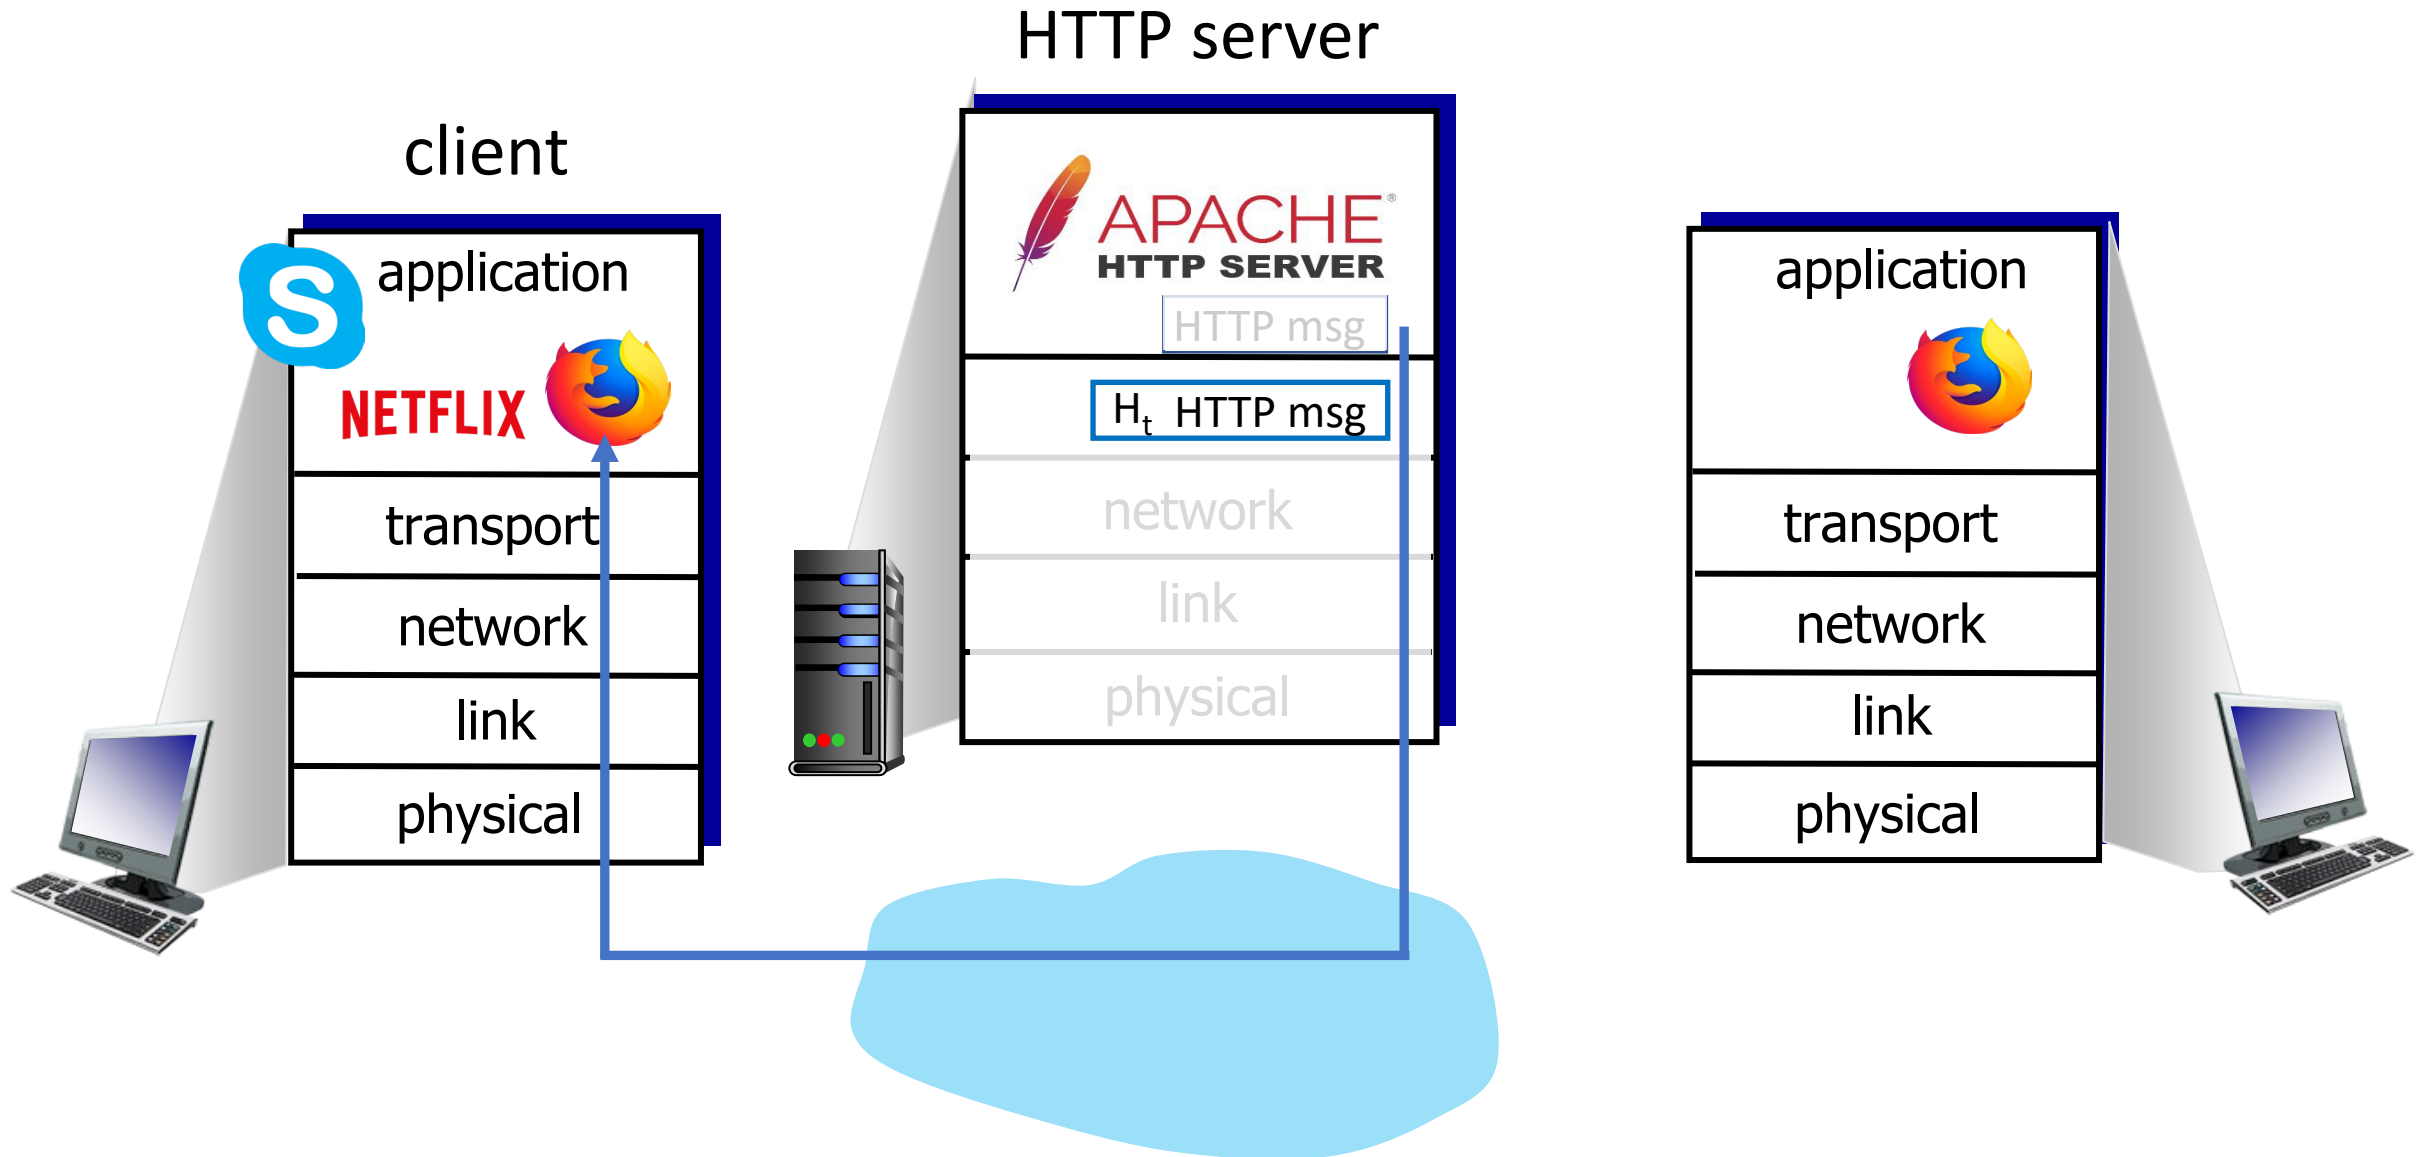 HTTP server
client
application
S
NETFLIX
transport
network
link
physical
APACHE®
HTTP SERVER
HTTP msg
Ht HTTP msg
network
link
physical
application
transport
network
link
physical